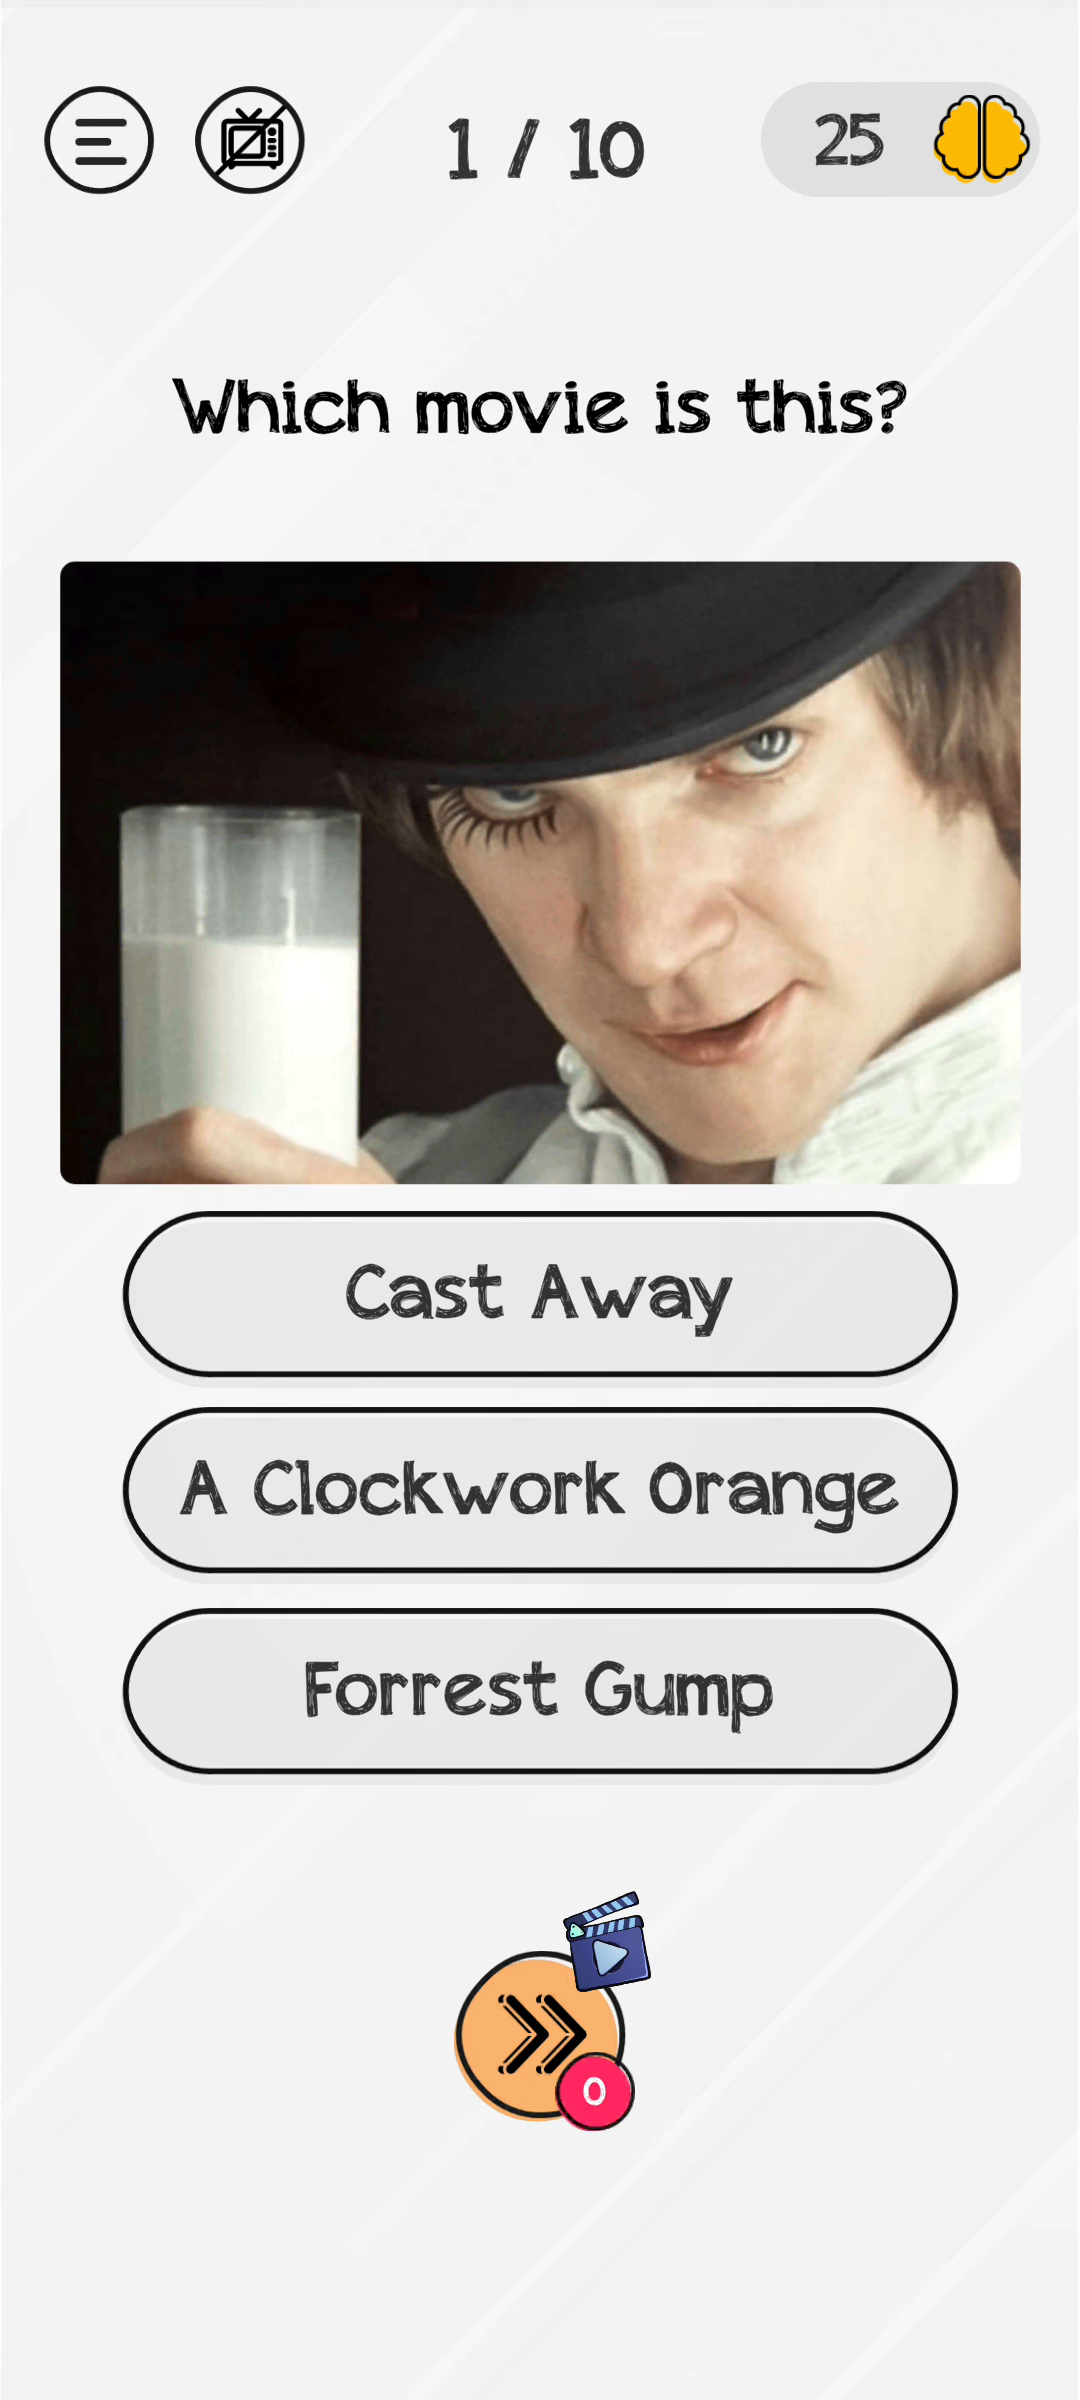 1 / 10
25
Which movie is this?
Cast Away
A Clockwork Orange
Forrest Gump
0